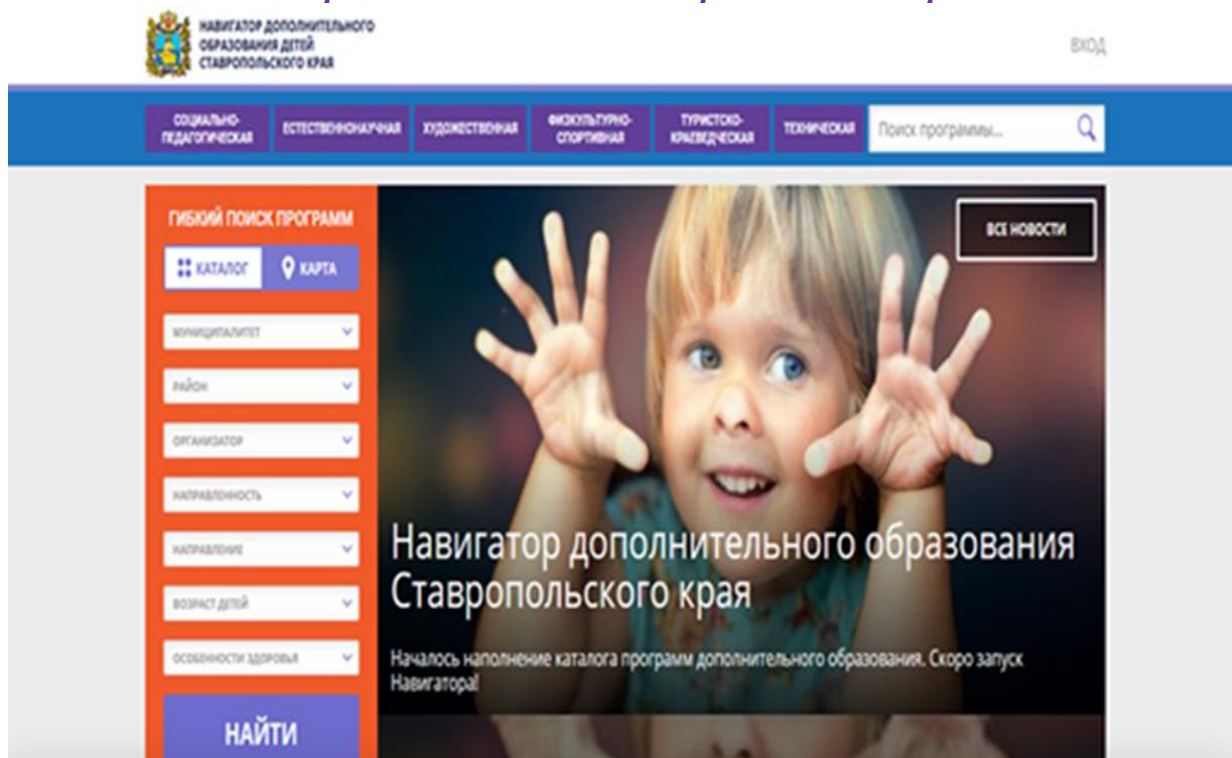 НАВИГАТОР ДОПОЛНИТЕЛЬНОГО
ОБРАЗОВАНИЯ ДЕТЕЙ
СТАВРОПОЛЬСКОГО КРАЯ
ВХОД
СОЦИАЛЬНО-
ПЕДАГОГИЧЕСКАЯ
ЕСТЕСТВЕННОНАУЧНАЯ
ХУДОЖЕСТВЕННАЯ
ФИЗКУЛЬТУРНО-
СПОРТИВНАЯ
ТУРИСТСКО-
КРАЕВЕДЧЕСКАЯ
ТЕХНИЧЕСКАЯ
Поиск программы...
ГИБКИЙ ПОИСК ПРОГРАММ
КАТАЛОГ
КАРТА
МУНИЦИПАЛИТЕТ
РАЙОН
ОРГАНИЗАТОР
НАПРАВЛЕННОСТЬ
НАПРАВЛЕНИЕ
ВОЗРАСТ ДЕТЕЙ
ОСОБЕННОСТИ ЗДОРОВЬЯ
НАЙТИ
ВСЕ НОВОСТИ
Навигатор дополнительного образования
Ставропольского края
Началось наполнение каталога программ дополнительного образования. Скоро запуск
Навигатора!